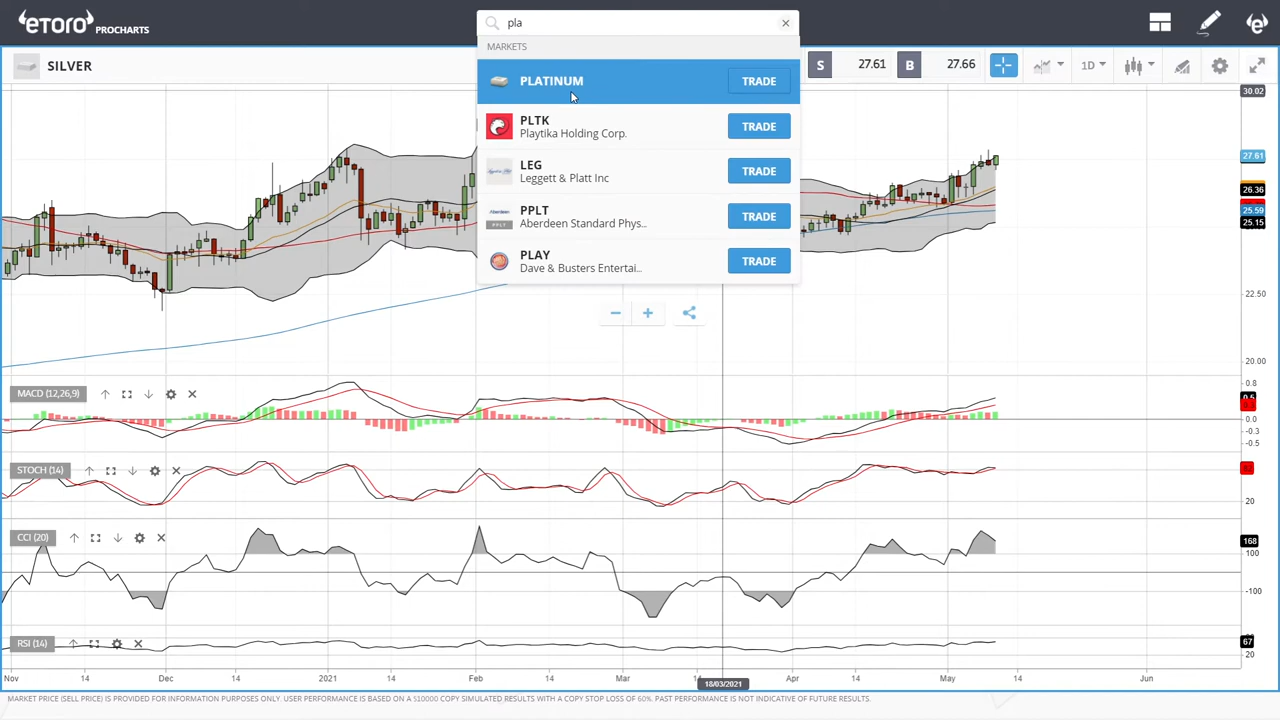 etoro PROCHARTS
pla
MARKETS
SILVER
PLATINUM
TRADE
PLTK
Playtika Holding Corp.
TRADE
LEG
Leggett & Platt Inc
TRADE
PPLT
Aberdeen Standard Phys..
TRADE
PLAY
Dave & Busters Entertai..
TRADE
S 27.61 B 27.66 1D
30.02
27.61
26.36
25.59
25.15
22.50
20.00
MACD (12,26,9)
0.8
0.5
0.0
-0.3
-0.5
STOCH (14)
20
CCI (20)
168
100
-100
RSI (14)
67
20
Nov 14 Dec 14 2021 14 Feb 14 Mar 14 18/03/2021 Apr 14 May 14 Jun
MARKET PRICE (SELL PRICE) IS PROVIDED FOR INFORMATION PURPOSES ONLY. USER PERFORMANCE IS BASED ON A $10000 COPY SIMULATED RESULTS WITH A COPY STOP LOSS OF 60%. PAST PERFORMANCE IS NOT INDICATIVE OF FUTURE RESULTS.